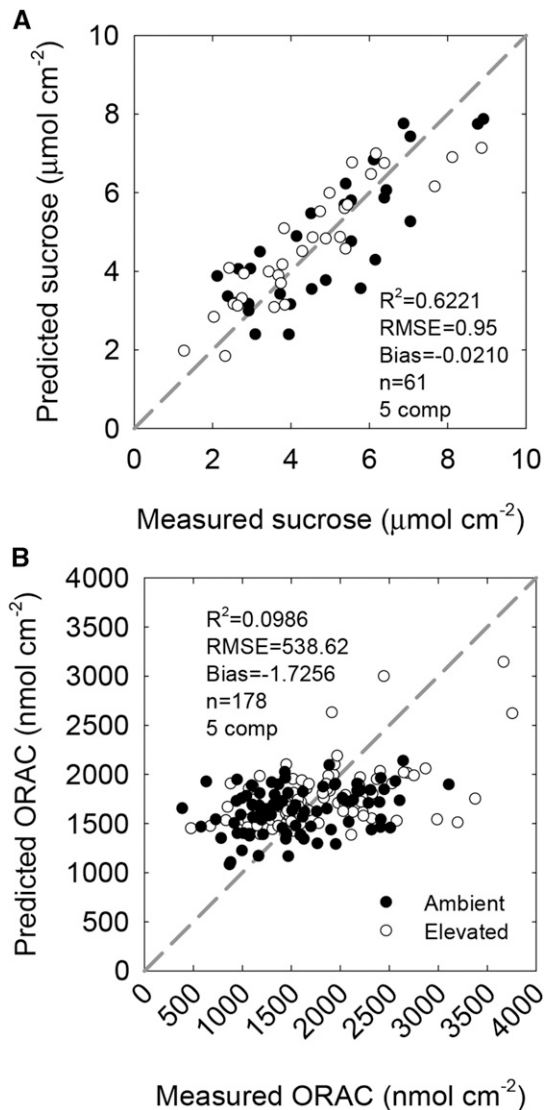 A
Predicted sucrose (μmol cm⁻²)
10
8
6
4
2
0
R²=0.6221
RMSE=0.95
Bias=-0.0210
n=61
5 comp
0 2 4 6 8 10
Measured sucrose (μmol cm⁻²)
B
Predicted ORAC (nmol cm⁻²)
4000
3500
3000
2500
2000
1500
1000
500
0
R²=0.0986
RMSE=538.62
Bias=-1.7256
n=178
5 comp
Ambient
Elevated
0 500 1000 1500 2000 2500 3000 3500 4000
Measured ORAC (nmol cm⁻²)